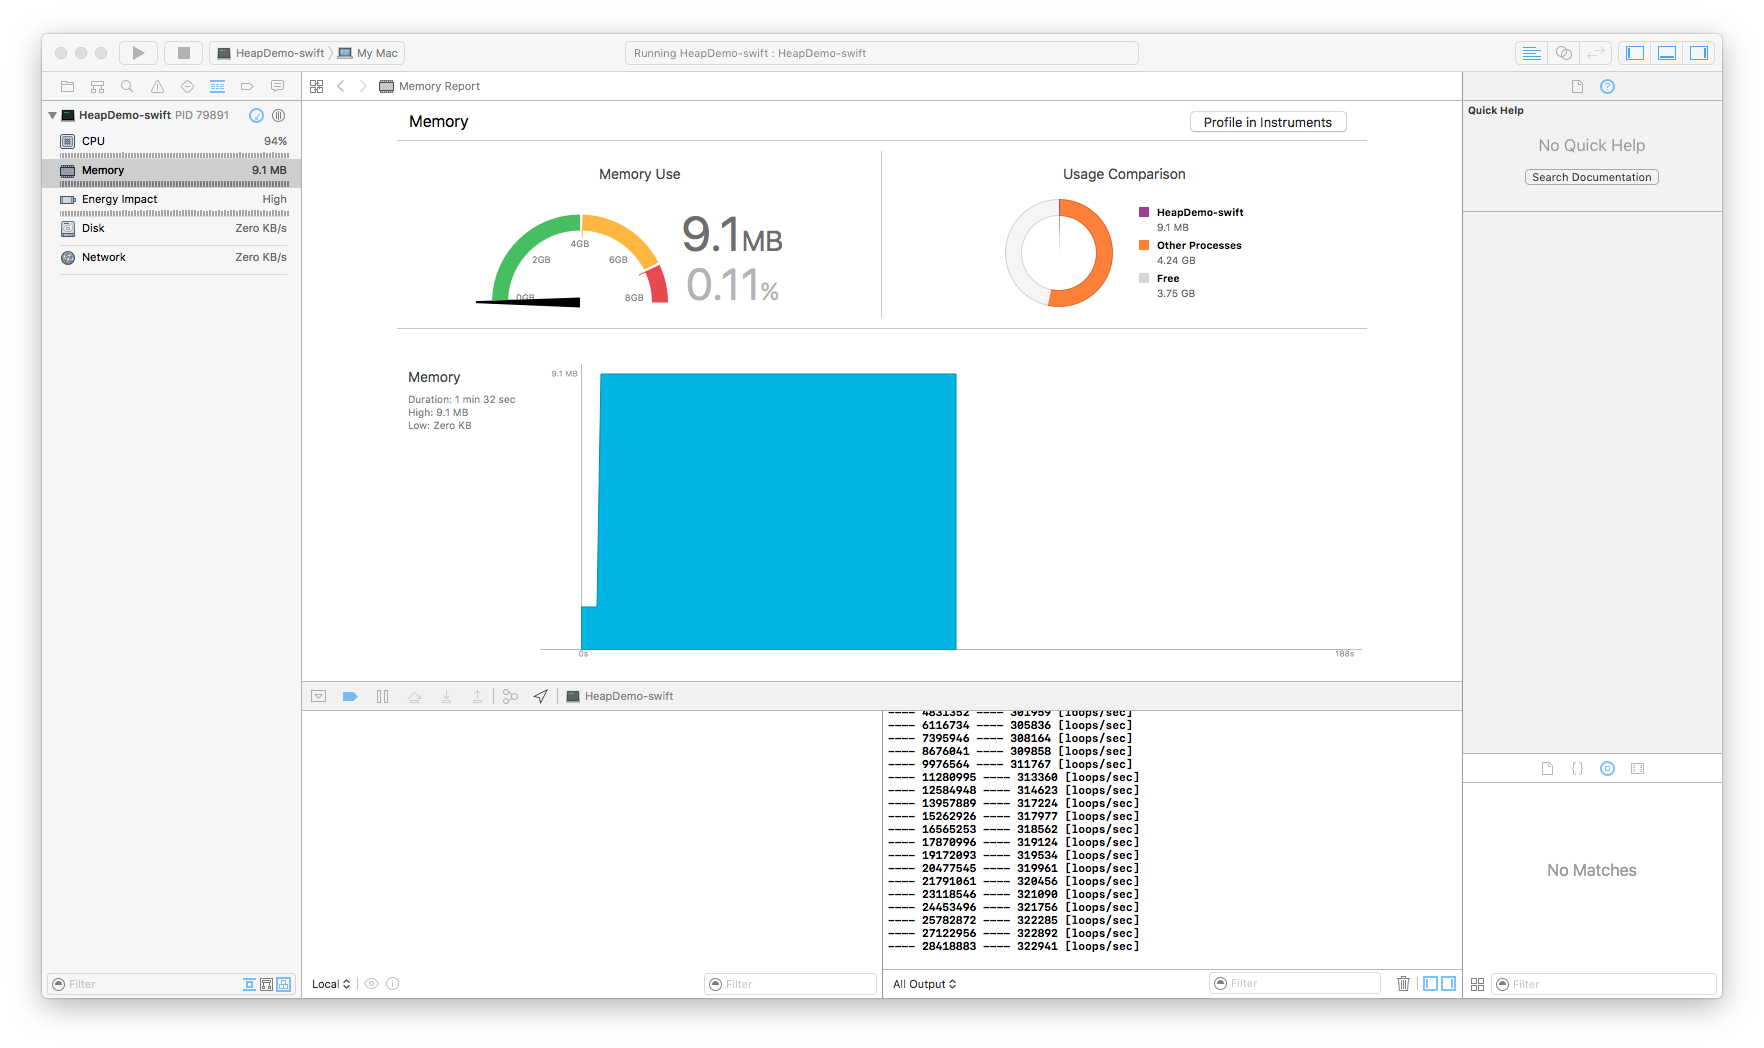 HeapDemo-swift
My Mac
Running HeapDemo-swift : HeapDemo-swift
Memory Report
HeapDemo-swift PID 79891
CPU 94%
Memory 9.1 MB
Energy Impact High
Disk Zero KB/s
Network Zero KB/s
Memory
Profile in Instruments
Memory Use
0GB
2GB
4GB
6GB
8GB
9.1MB
0.11%
Usage Comparison
HeapDemo-swift
9.1 MB
Other Processes
4.24 GB
Free
3.75 GB
Memory
Duration: 1 min 32 sec
High: 9.1 MB
Low: Zero KB
9.1 MB
0s
188s
HeapDemo-swift
---- 4831352 ---- 301959 [loops/sec]
---- 6116734 ---- 305836 [loops/sec]
---- 7395946 ---- 308164 [loops/sec]
---- 8676041 ---- 309858 [loops/sec]
---- 9976564 ---- 311767 [loops/sec]
---- 11280995 ---- 313360 [loops/sec]
---- 12584948 ---- 314623 [loops/sec]
---- 13957889 ---- 317224 [loops/sec]
---- 15262926 ---- 317977 [loops/sec]
---- 16565253 ---- 318562 [loops/sec]
---- 17870996 ---- 319124 [loops/sec]
---- 19172093 ---- 319534 [loops/sec]
---- 20477545 ---- 319961 [loops/sec]
---- 21791061 ---- 320456 [loops/sec]
---- 23118546 ---- 321090 [loops/sec]
---- 24453496 ---- 321756 [loops/sec]
---- 25782872 ---- 322285 [loops/sec]
---- 27122956 ---- 322892 [loops/sec]
---- 28418883 ---- 322941 [loops/sec]
Quick Help
No Quick Help
Search Documentation
{ }
No Matches
Filter
Local
Filter
All Output
Filter
Filter